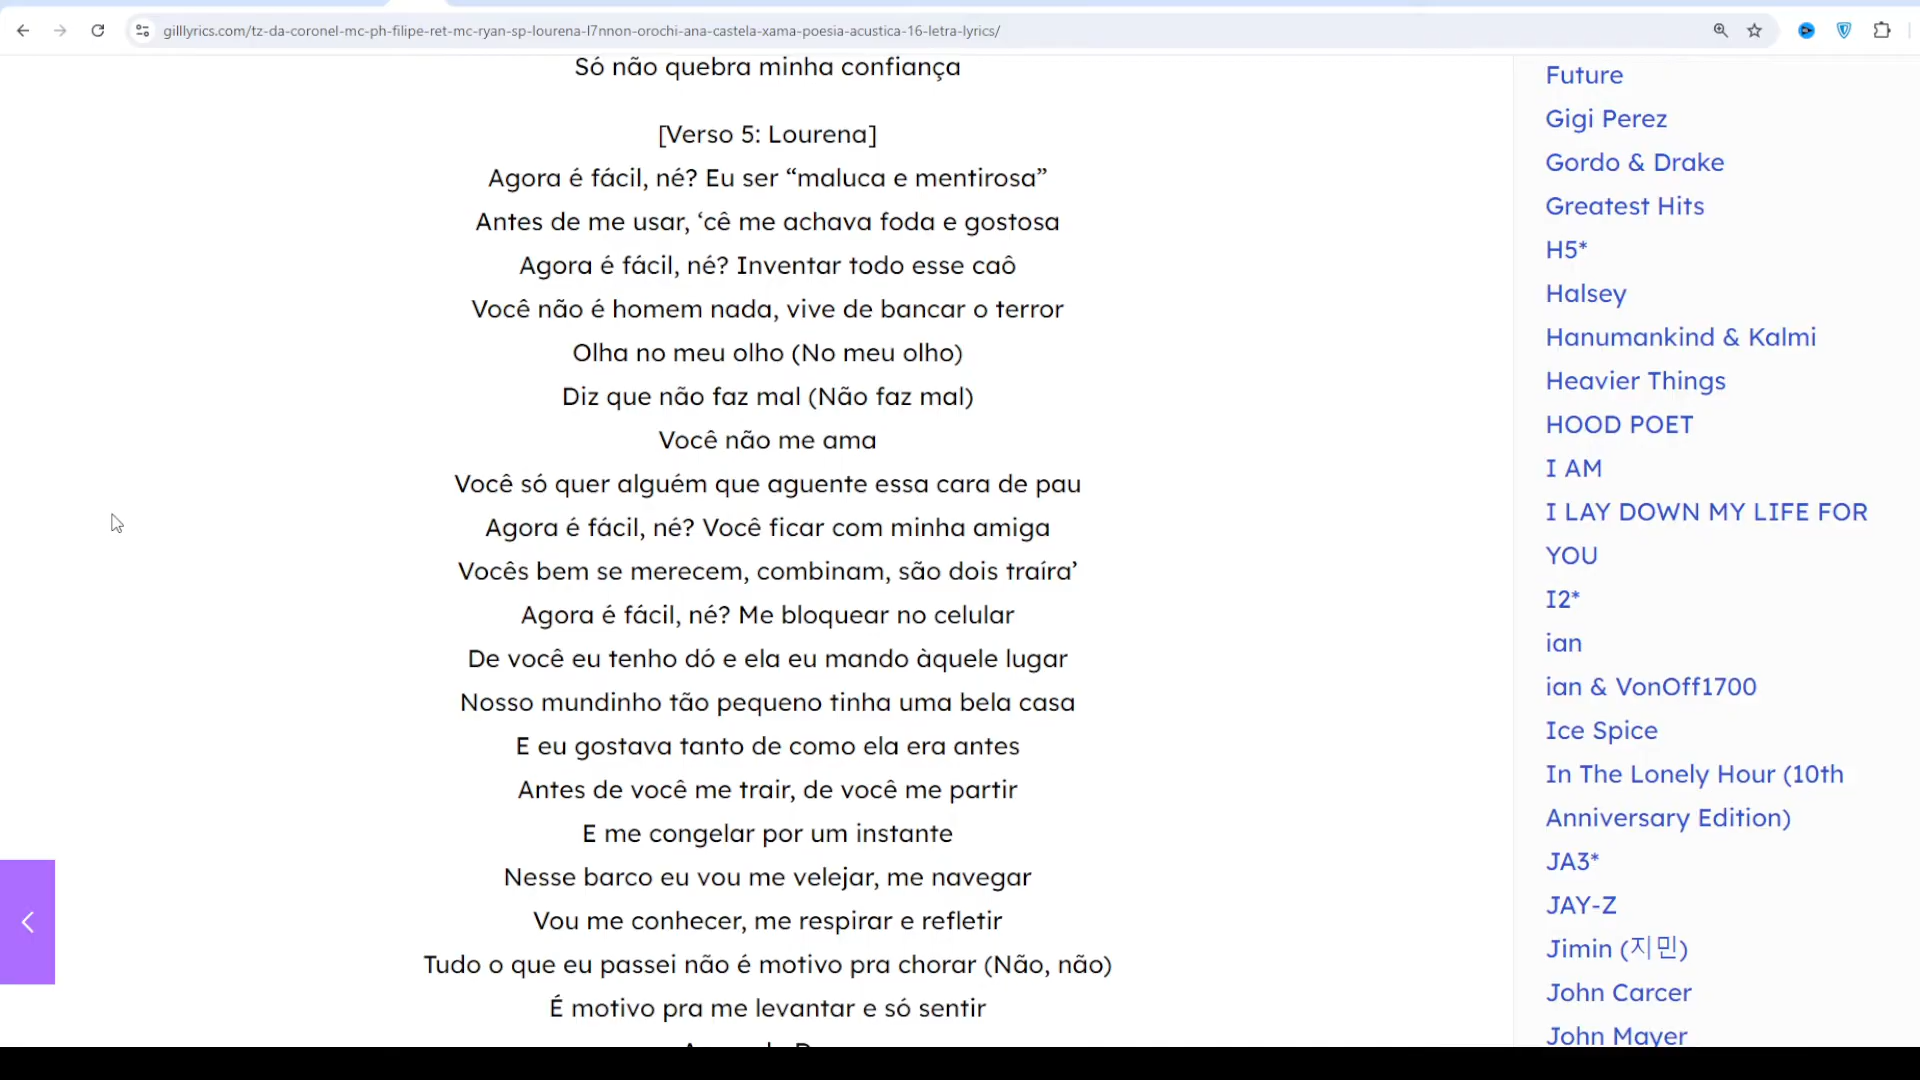 gilllyrics.com/tz-da-coronel-mc-ph-filipe-ret-mc-ryan-sp-lourena-l7nnon-orochi-ana-castela-xama-poesia-acustica-16-letra-lyrics/
Só não quebra minha confiança
[Verso 5: Lourena]
Agora é fácil, né? Eu ser “maluca e mentirosa”
Antes de me usar, ‘cê me achava foda e gostosa
Agora é fácil, né? Inventar todo esse caô
Você não é homem nada, vive de bancar o terror
Olha no meu olho (No meu olho)
Diz que não faz mal (Não faz mal)
Você não me ama
Você só quer alguém que aguente essa cara de pau
Agora é fácil, né? Você ficar com minha amiga
Vocês bem se merecem, combinam, são dois traíra’
Agora é fácil, né? Me bloquear no celular
De você eu tenho dó e ela eu mando àquele lugar
Nosso mundinho tão pequeno tinha uma bela casa
E eu gostava tanto de como ela era antes
Antes de você me trair, de você me partir
E me congelar por um instante
Nesse barco eu vou me velejar, me navegar
Vou me conhecer, me respirar e refletir
Tudo o que eu passei não é motivo pra chorar (Não, não)
É motivo pra me levantar e só sentir
Future
Gigi Perez
Gordo & Drake
Greatest Hits
H5*
Halsey
Hanumankind & Kalmi
Heavier Things
HOOD POET
I AM
I LAY DOWN MY LIFE FOR
YOU
I2*
ian
ian & VonOff1700
Ice Spice
In The Lonely Hour (10th
Anniversary Edition)
JA3*
JAY-Z
Jimin (지민)
John Carcer
John Mayer